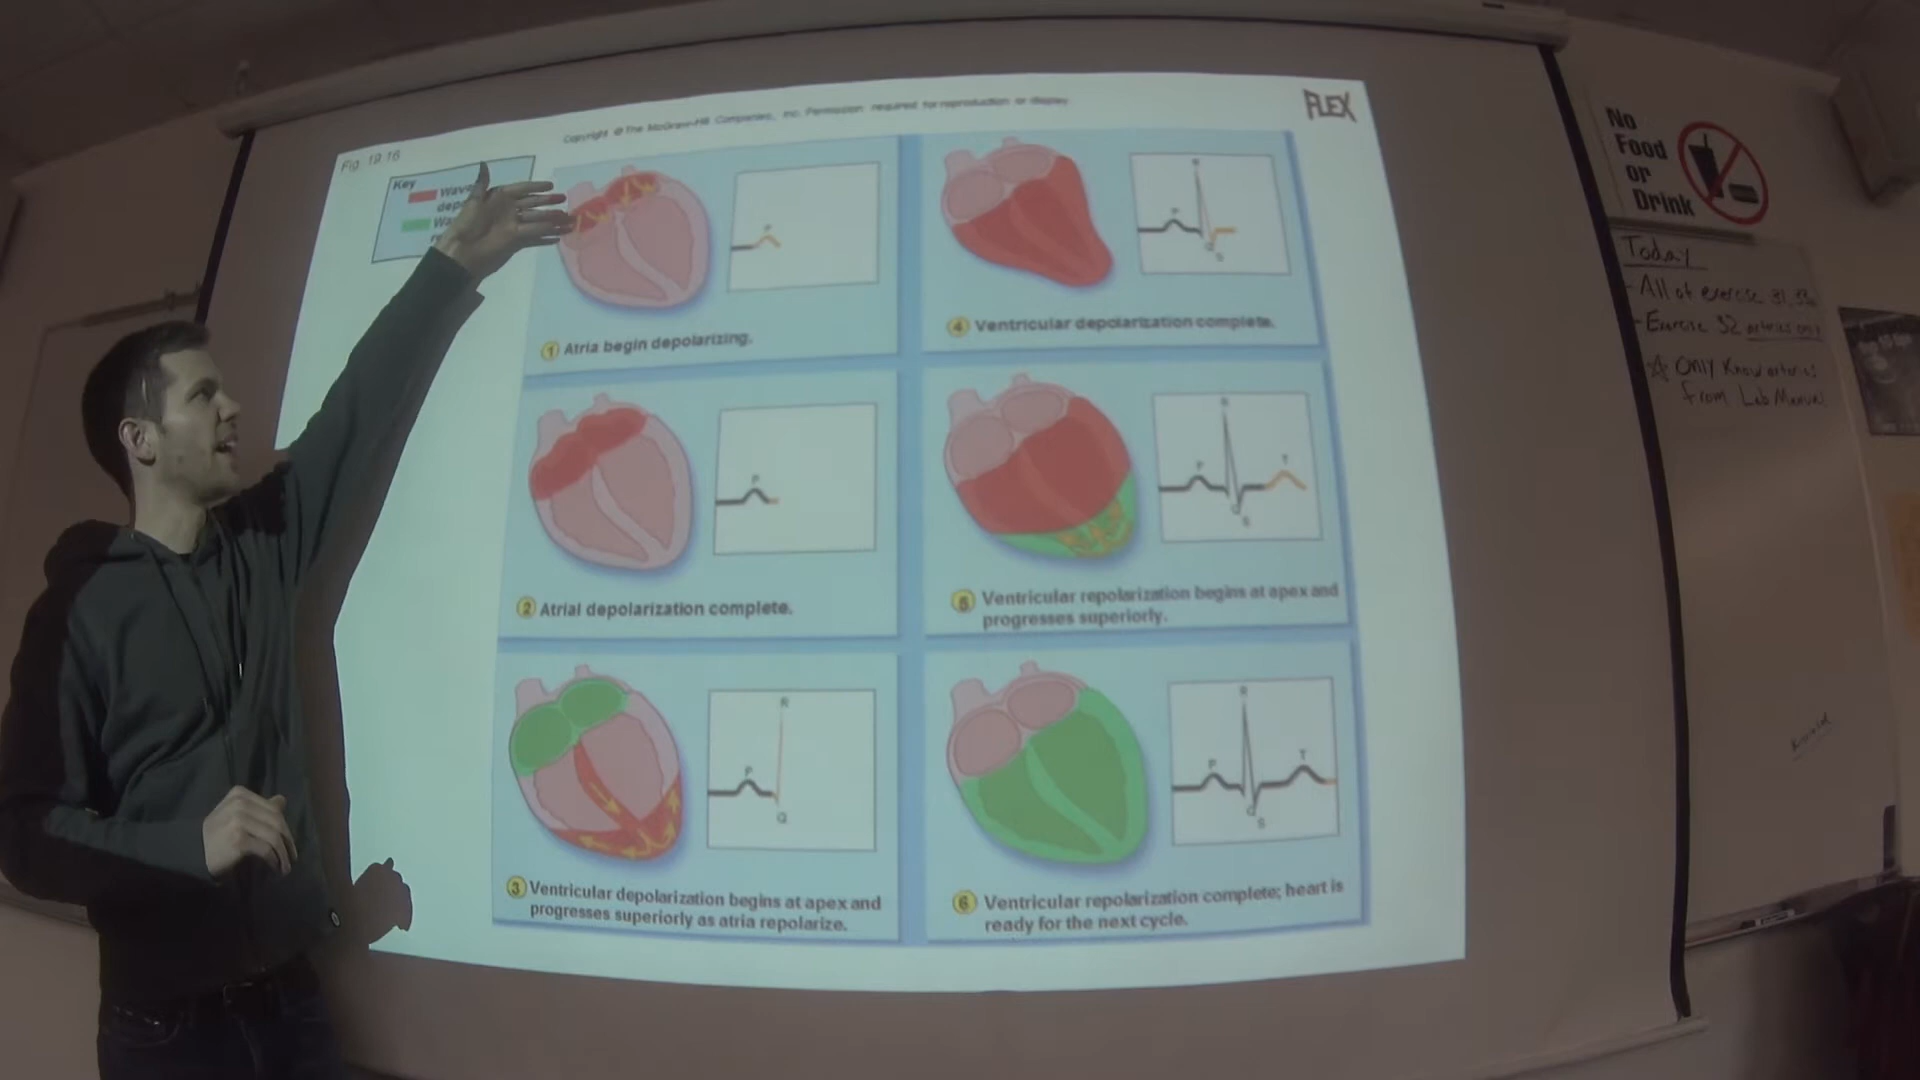 Copyright © The McGraw-Hill Companies, Inc. Permission required for reproduction or display
FLEX
Fig. 19.16
Key
Wave
P
1 Atria begin depolarizing.
P
2 Atrial depolarization complete.
R
P
Q
3 Ventricular depolarization begins at apex and
progresses superiorly as atria repolarize.
R
P
Q
S
4 Ventricular depolarization complete.
R
P
T
Q
S
5 Ventricular repolarization begins at apex and
progresses superiorly.
R
P
T
Q
S
6 Ventricular repolarization complete; heart is
ready for the next cycle.
No
Food
or
Drink
Today
- All of exercise 31,
- Exercise 32 arteries only
☆ Only Know arteries
from Lab Manual